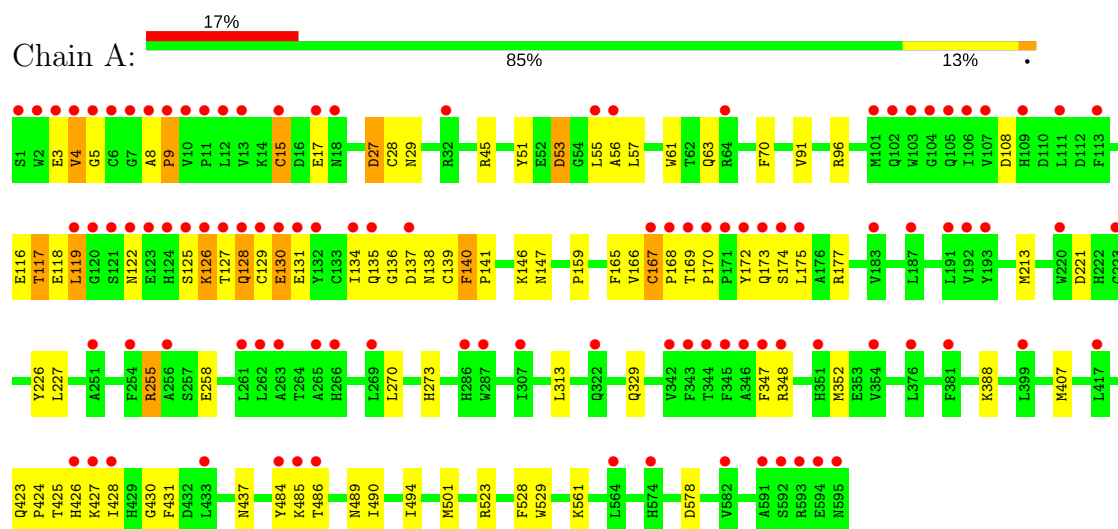 17%
Chain A:
85% 13% •
S1 W2 E3 V4 G5 C6 G7 A8 P9 V10 P11 L12 V13 K14 C15 D16 E17 N18 R32 R45 Y51 E52 D53 G54 L55 A56 L57 W61 T62 Q63 R64 F70 V91 R96 M101 Q102 W103 G104 Q105 I106 V107 D108 H109 D110 L111 D112 F113
D27 C28 N29
E116 T117 E118 L119 G120 S121 N122 E123 H124 S125 K126 T127 Q128 C129 E130 E131 Y132 C133 I134 Q135 G136 D137 N138 C139 F140 P141 K146 N147 P159 F165 V166 C167 P168 T169 P170 P171 Y172 Q173 S174 L175 A176 R177 V183 L187 L191 V192 Y193 M213 W220 D221 H222
Y226 L227 A251 F254 R255 A256 S257 E258 L261 L262 A263 T264 A265 H266 L269 L270 H273 H286 W287 I307 L313 Q322 Q329 V342 F343 T344 F345 A346 F347 R348 H351 M352 E353 V354 L376 F381 K388 L399 M407 L417
Q423 P424 T425 H426 K427 I428 H429 G430 F431 D432 L433 N437 Y484 K485 T486 N489 I490 I494 M501 R523 F528 W529 K561 L564 H574 D578 V582 A591 S592 R593 E594 N595